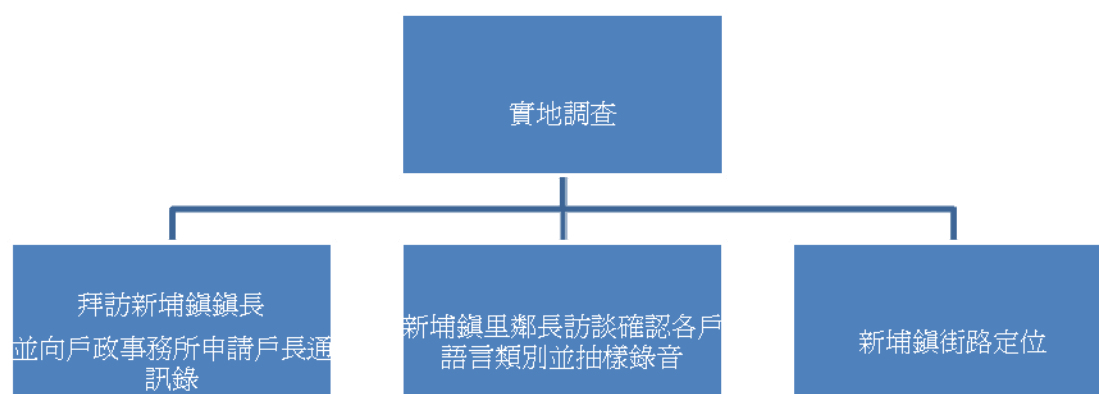 實地調查
拜訪新埔鎮鎮長
並向戶政事務所申請戶長通
訊錄
新埔鎮里鄰長訪談確認各戶
語言類別並抽樣錄音
新埔鎮街路定位